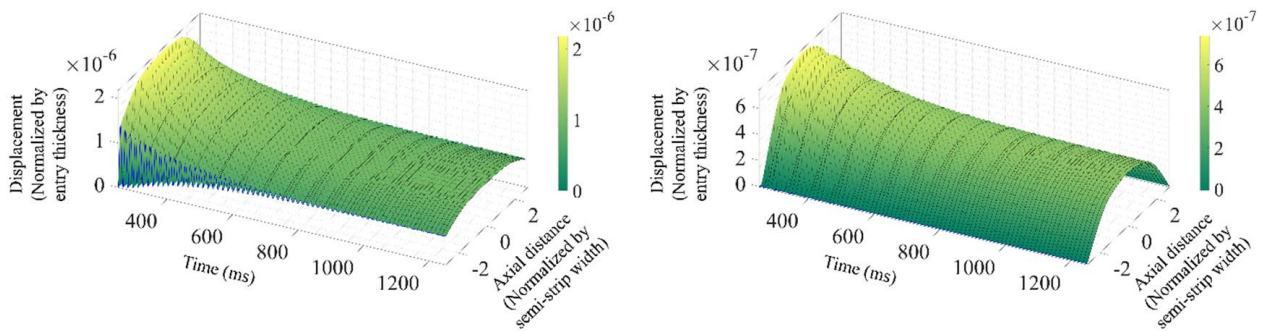 ×10⁻⁶
2
1
0
×10⁻⁶
2
1
0
Displacement
(Normalized by
entry thickness)
400
600
800
1000
1200
Time (ms)
2
0
-2
Axial distance
(Normalized by
semi-strip width)
×10⁻⁷
6
4
2
0
×10⁻⁷
6
4
2
0
Displacement
(Normalized by
entry thickness)
400
600
800
1000
1200
Time (ms)
2
0
-2
Axial distance
(Normalized by
semi-strip width)